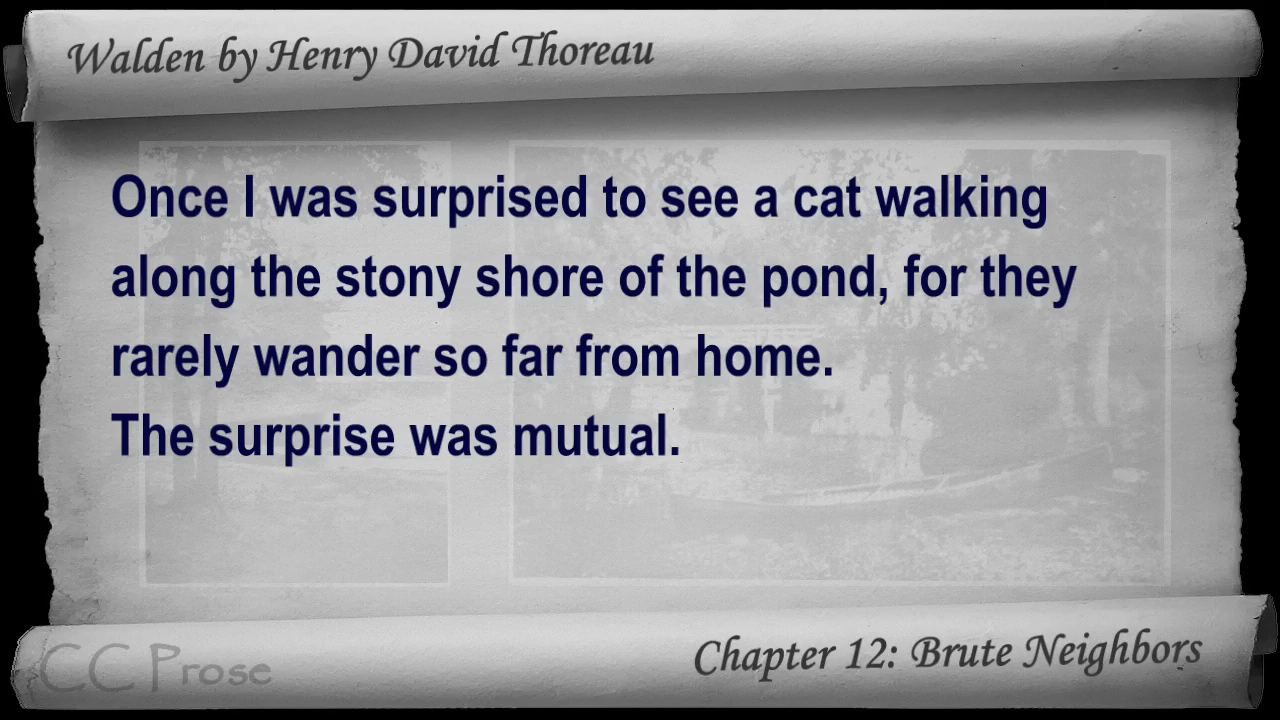 Walden by Henry David Thoreau
Once I was surprised to see a cat walking
along the stony shore of the pond, for they
rarely wander so far from home.
The surprise was mutual.
CC Prose
Chapter 12: Brute Neighbors